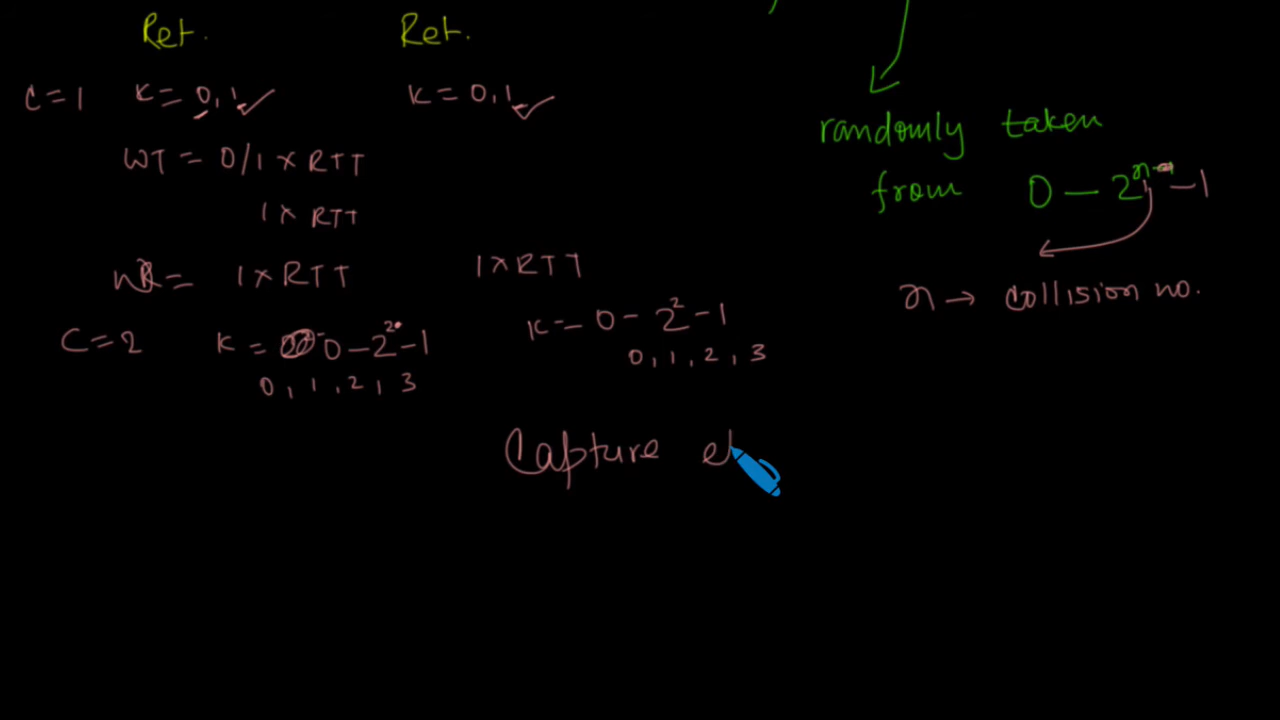 Ret. Ret.
C=1 K= 0,1 K= 0,1
WT = 0/1 × RTT
1× RTT
1×RTT 1×RTT
C=2 K= 0-2²-1 K= 0-2²-1
0,1,2,3 0,1,2,3
Capture
randomly taken
from 0 — 2ⁿ -1
n → Collision no.